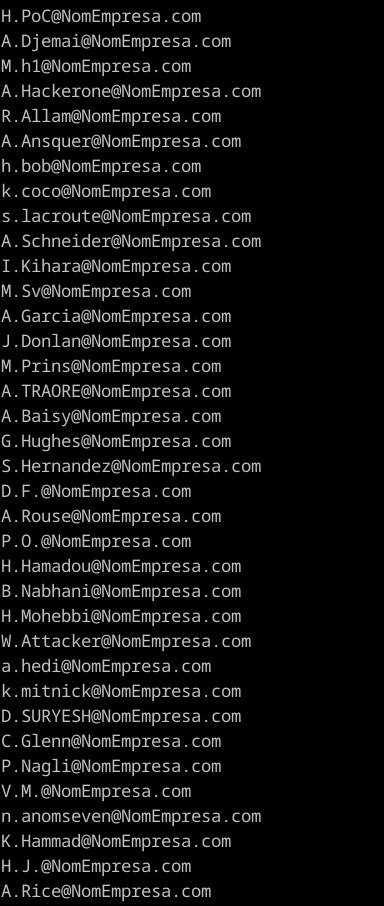 H.PoC@NomEmpresa.com
A.Djemai@NomEmpresa.com
M.h1@NomEmpresa.com
A.Hackerone@NomEmpresa.com
R.Allam@NomEmpresa.com
A.Ansquer@NomEmpresa.com
h.bob@NomEmpresa.com
k.coco@NomEmpresa.com
s.lacroute@NomEmpresa.com
A.Schneider@NomEmpresa.com
I.Kihara@NomEmpresa.com
M.Sv@NomEmpresa.com
A.Garcia@NomEmpresa.com
J.Donlan@NomEmpresa.com
M.Prins@NomEmpresa.com
A.TRAORE@NomEmpresa.com
A.Baisy@NomEmpresa.com
G.Hughes@NomEmpresa.com
S.Hernandez@NomEmpresa.com
D.F.@NomEmpresa.com
A.Rouse@NomEmpresa.com
P.O.@NomEmpresa.com
H.Hamadou@NomEmpresa.com
B.Nabhani@NomEmpresa.com
H.Mohebbi@NomEmpresa.com
W.Attacker@NomEmpresa.com
a.hedi@NomEmpresa.com
k.mitnick@NomEmpresa.com
D.SURYESH@NomEmpresa.com
C.Glenn@NomEmpresa.com
P.Nagli@NomEmpresa.com
V.M.@NomEmpresa.com
n.anomseven@NomEmpresa.com
K.Hammad@NomEmpresa.com
H.J.@NomEmpresa.com
A.Rice@NomEmpresa.com